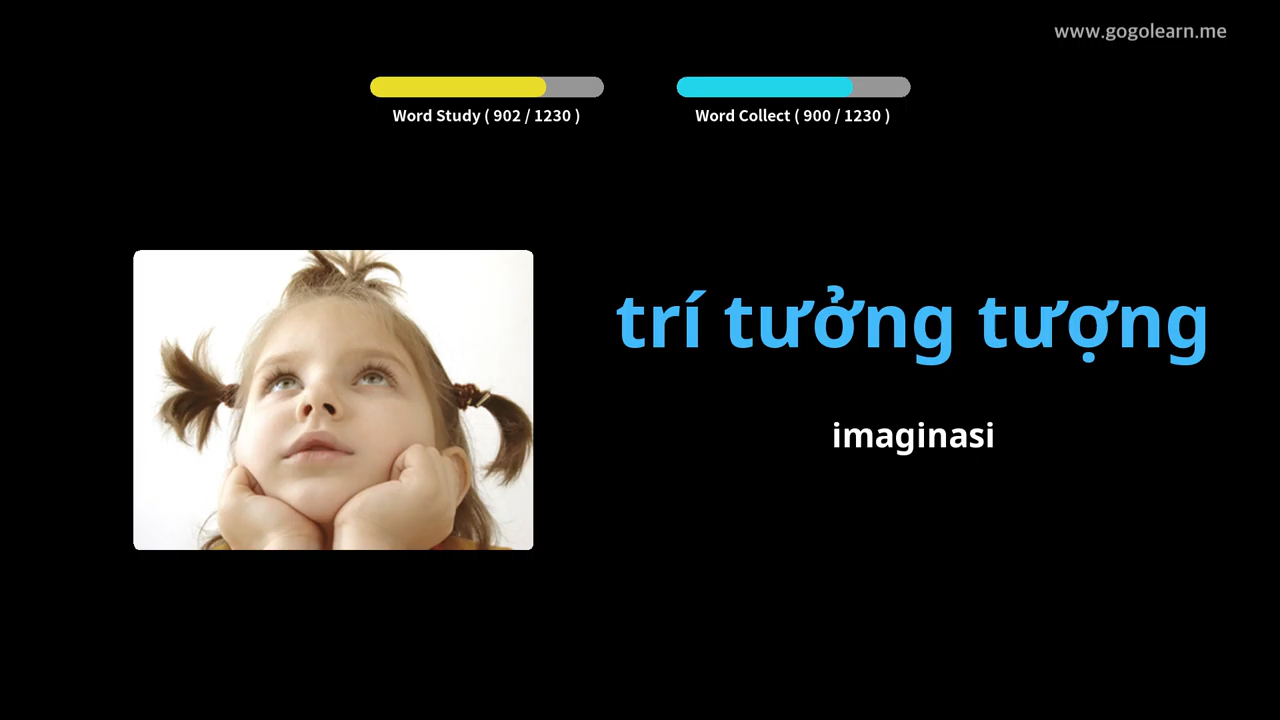 www.gogolearn.me
Word Study ( 902 / 1230 )
Word Collect ( 900 / 1230 )
trí tưởng tượng
imaginasi